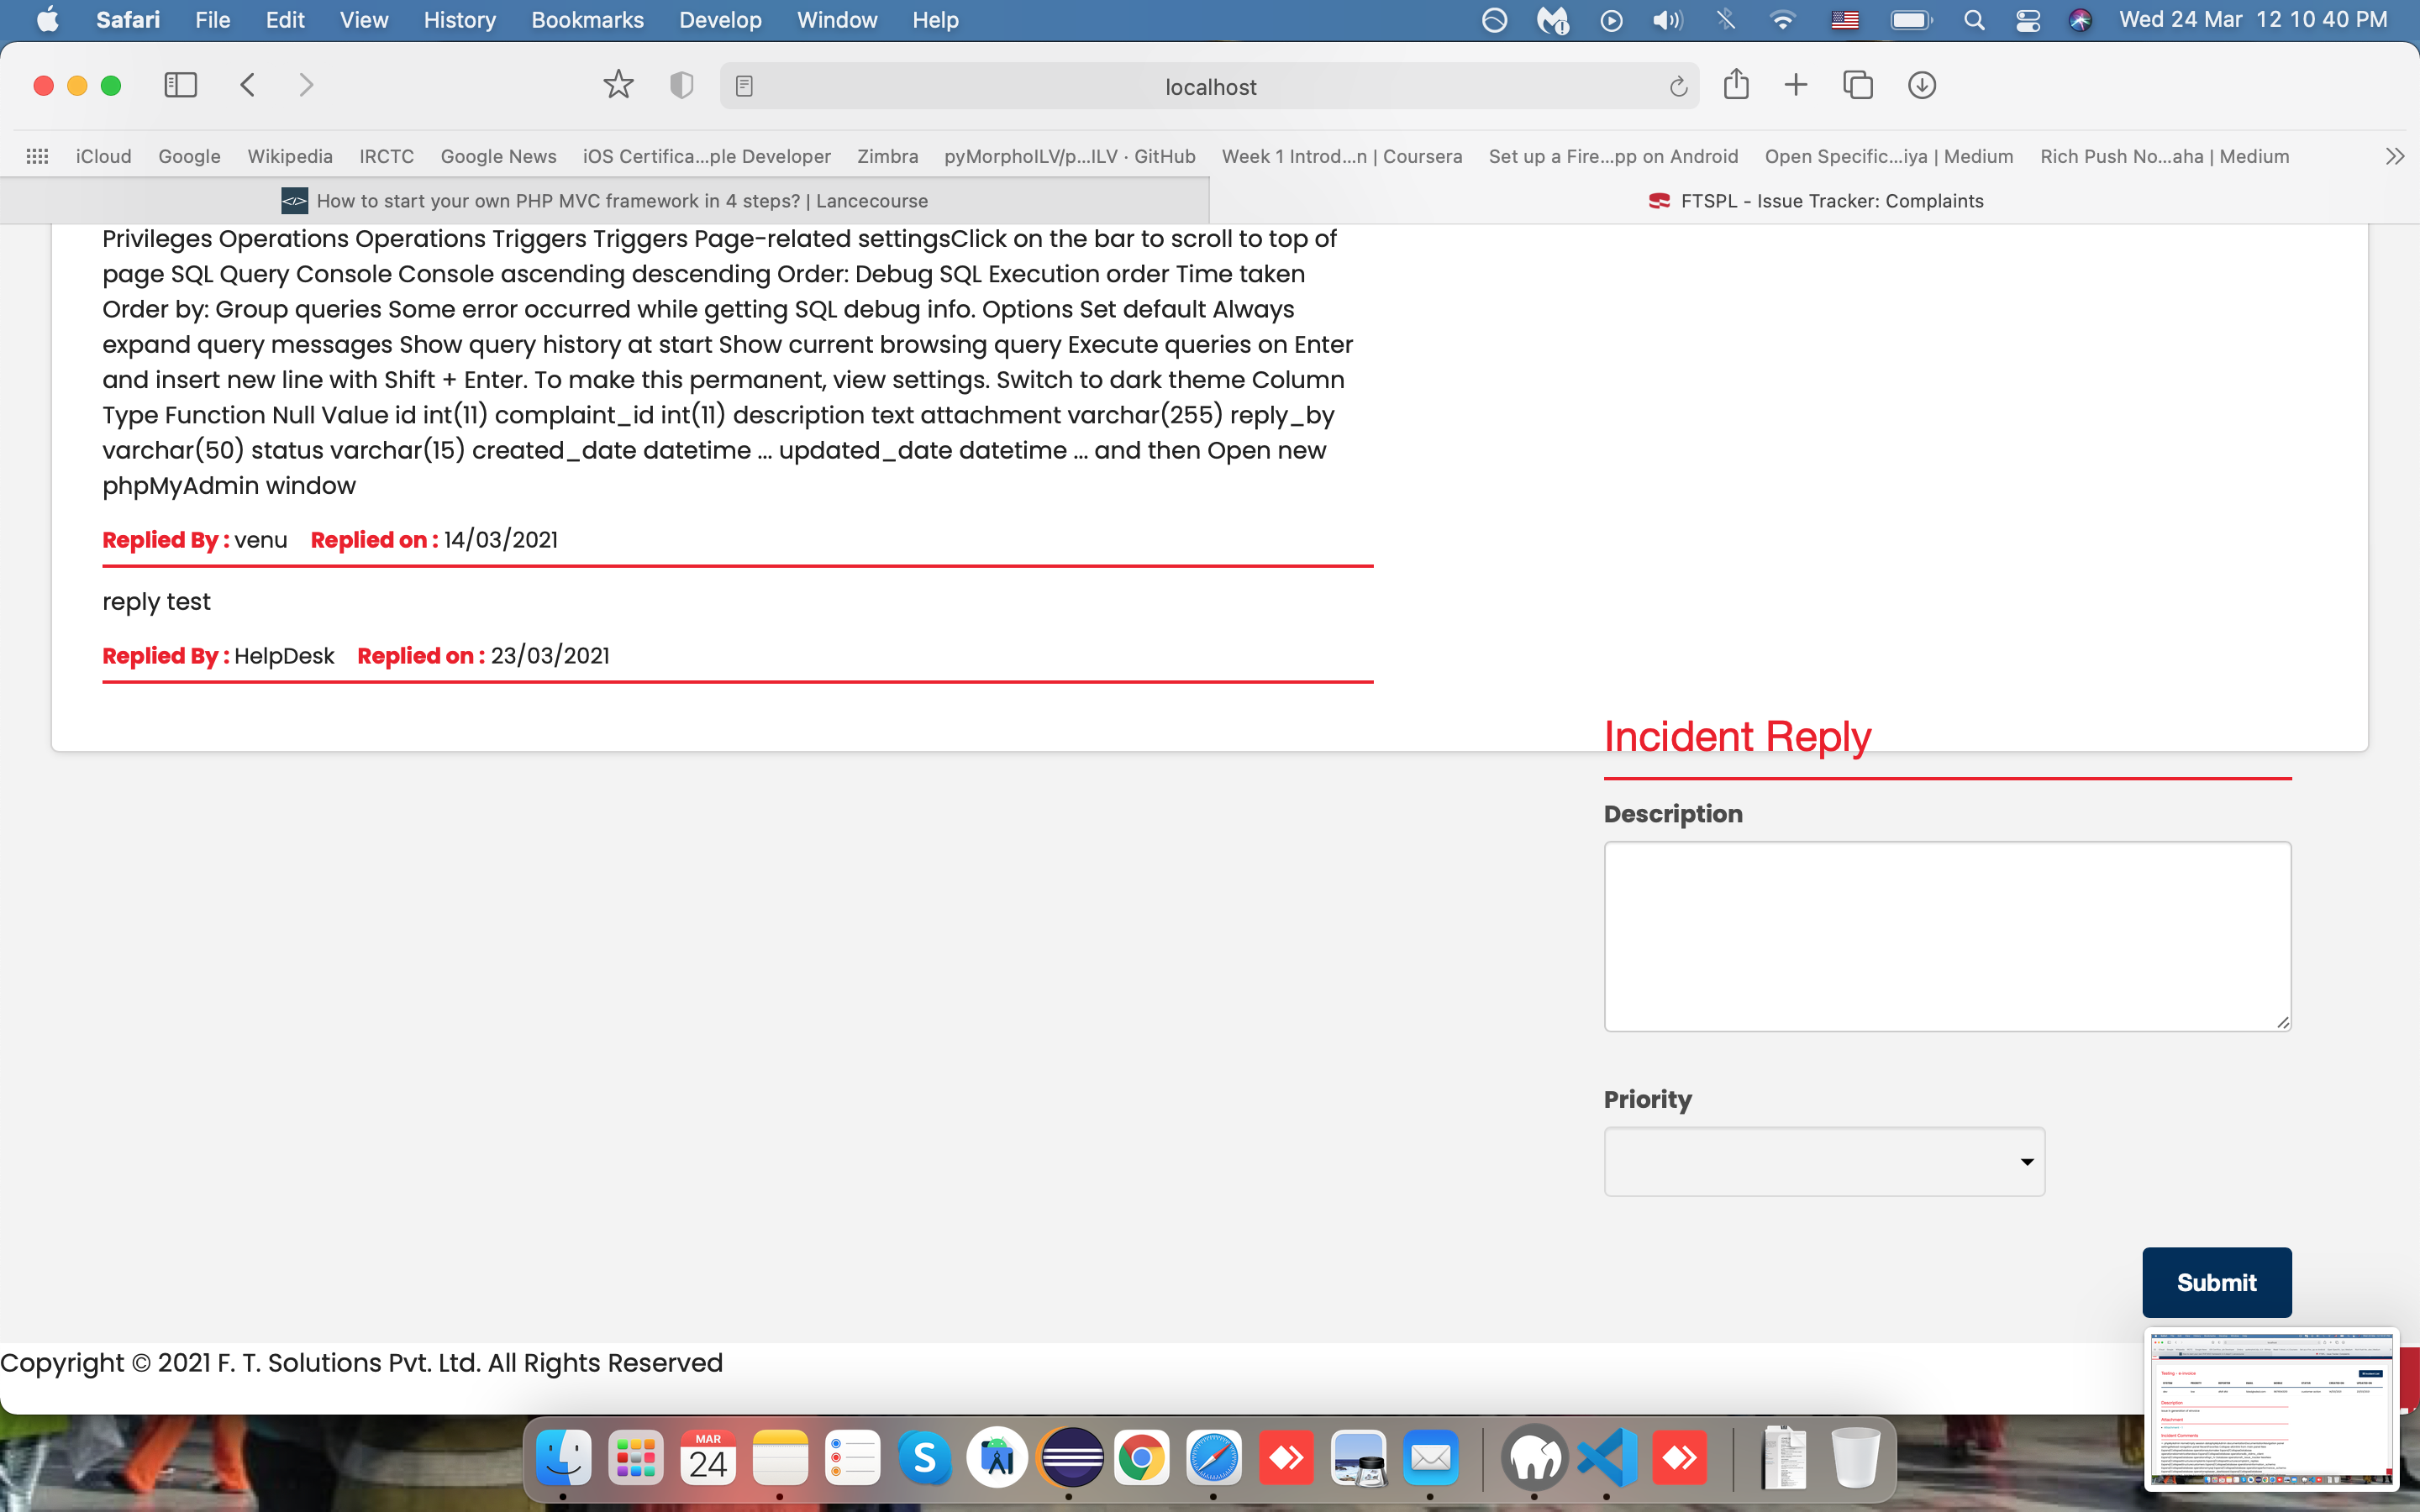 Safari File Edit View History Bookmarks Develop Window Help Wed 24 Mar 12 10 40 PM
localhost
iCloud Google Wikipedia IRCTC Google News iOS Certifica...ple Developer Zimbra pyMorphoILV/p...ILV · GitHub Week 1 Introd...n | Coursera Set up a Fire...pp on Android Open Specific...iya | Medium Rich Push No...aha | Medium
How to start your own PHP MVC framework in 4 steps? | Lancecourse
FTSPL - Issue Tracker: Complaints
Privileges Operations Operations Triggers Triggers Page-related settingsClick on the bar to scroll to top of
page SQL Query Console Console ascending descending Order: Debug SQL Execution order Time taken
Order by: Group queries Some error occurred while getting SQL debug info. Options Set default Always
expand query messages Show query history at start Show current browsing query Execute queries on Enter
and insert new line with Shift + Enter. To make this permanent, view settings. Switch to dark theme Column
Type Function Null Value id int(11) complaint_id int(11) description text attachment varchar(255) reply_by
varchar(50) status varchar(15) created_date datetime ... updated_date datetime ... and then Open new
phpMyAdmin window
Replied By : venu Replied on : 14/03/2021
reply test
Replied By : HelpDesk Replied on : 23/03/2021
Incident Reply
Description
Priority
Submit
Copyright © 2021 F. T. Solutions Pvt. Ltd. All Rights Reserved
MAR
24